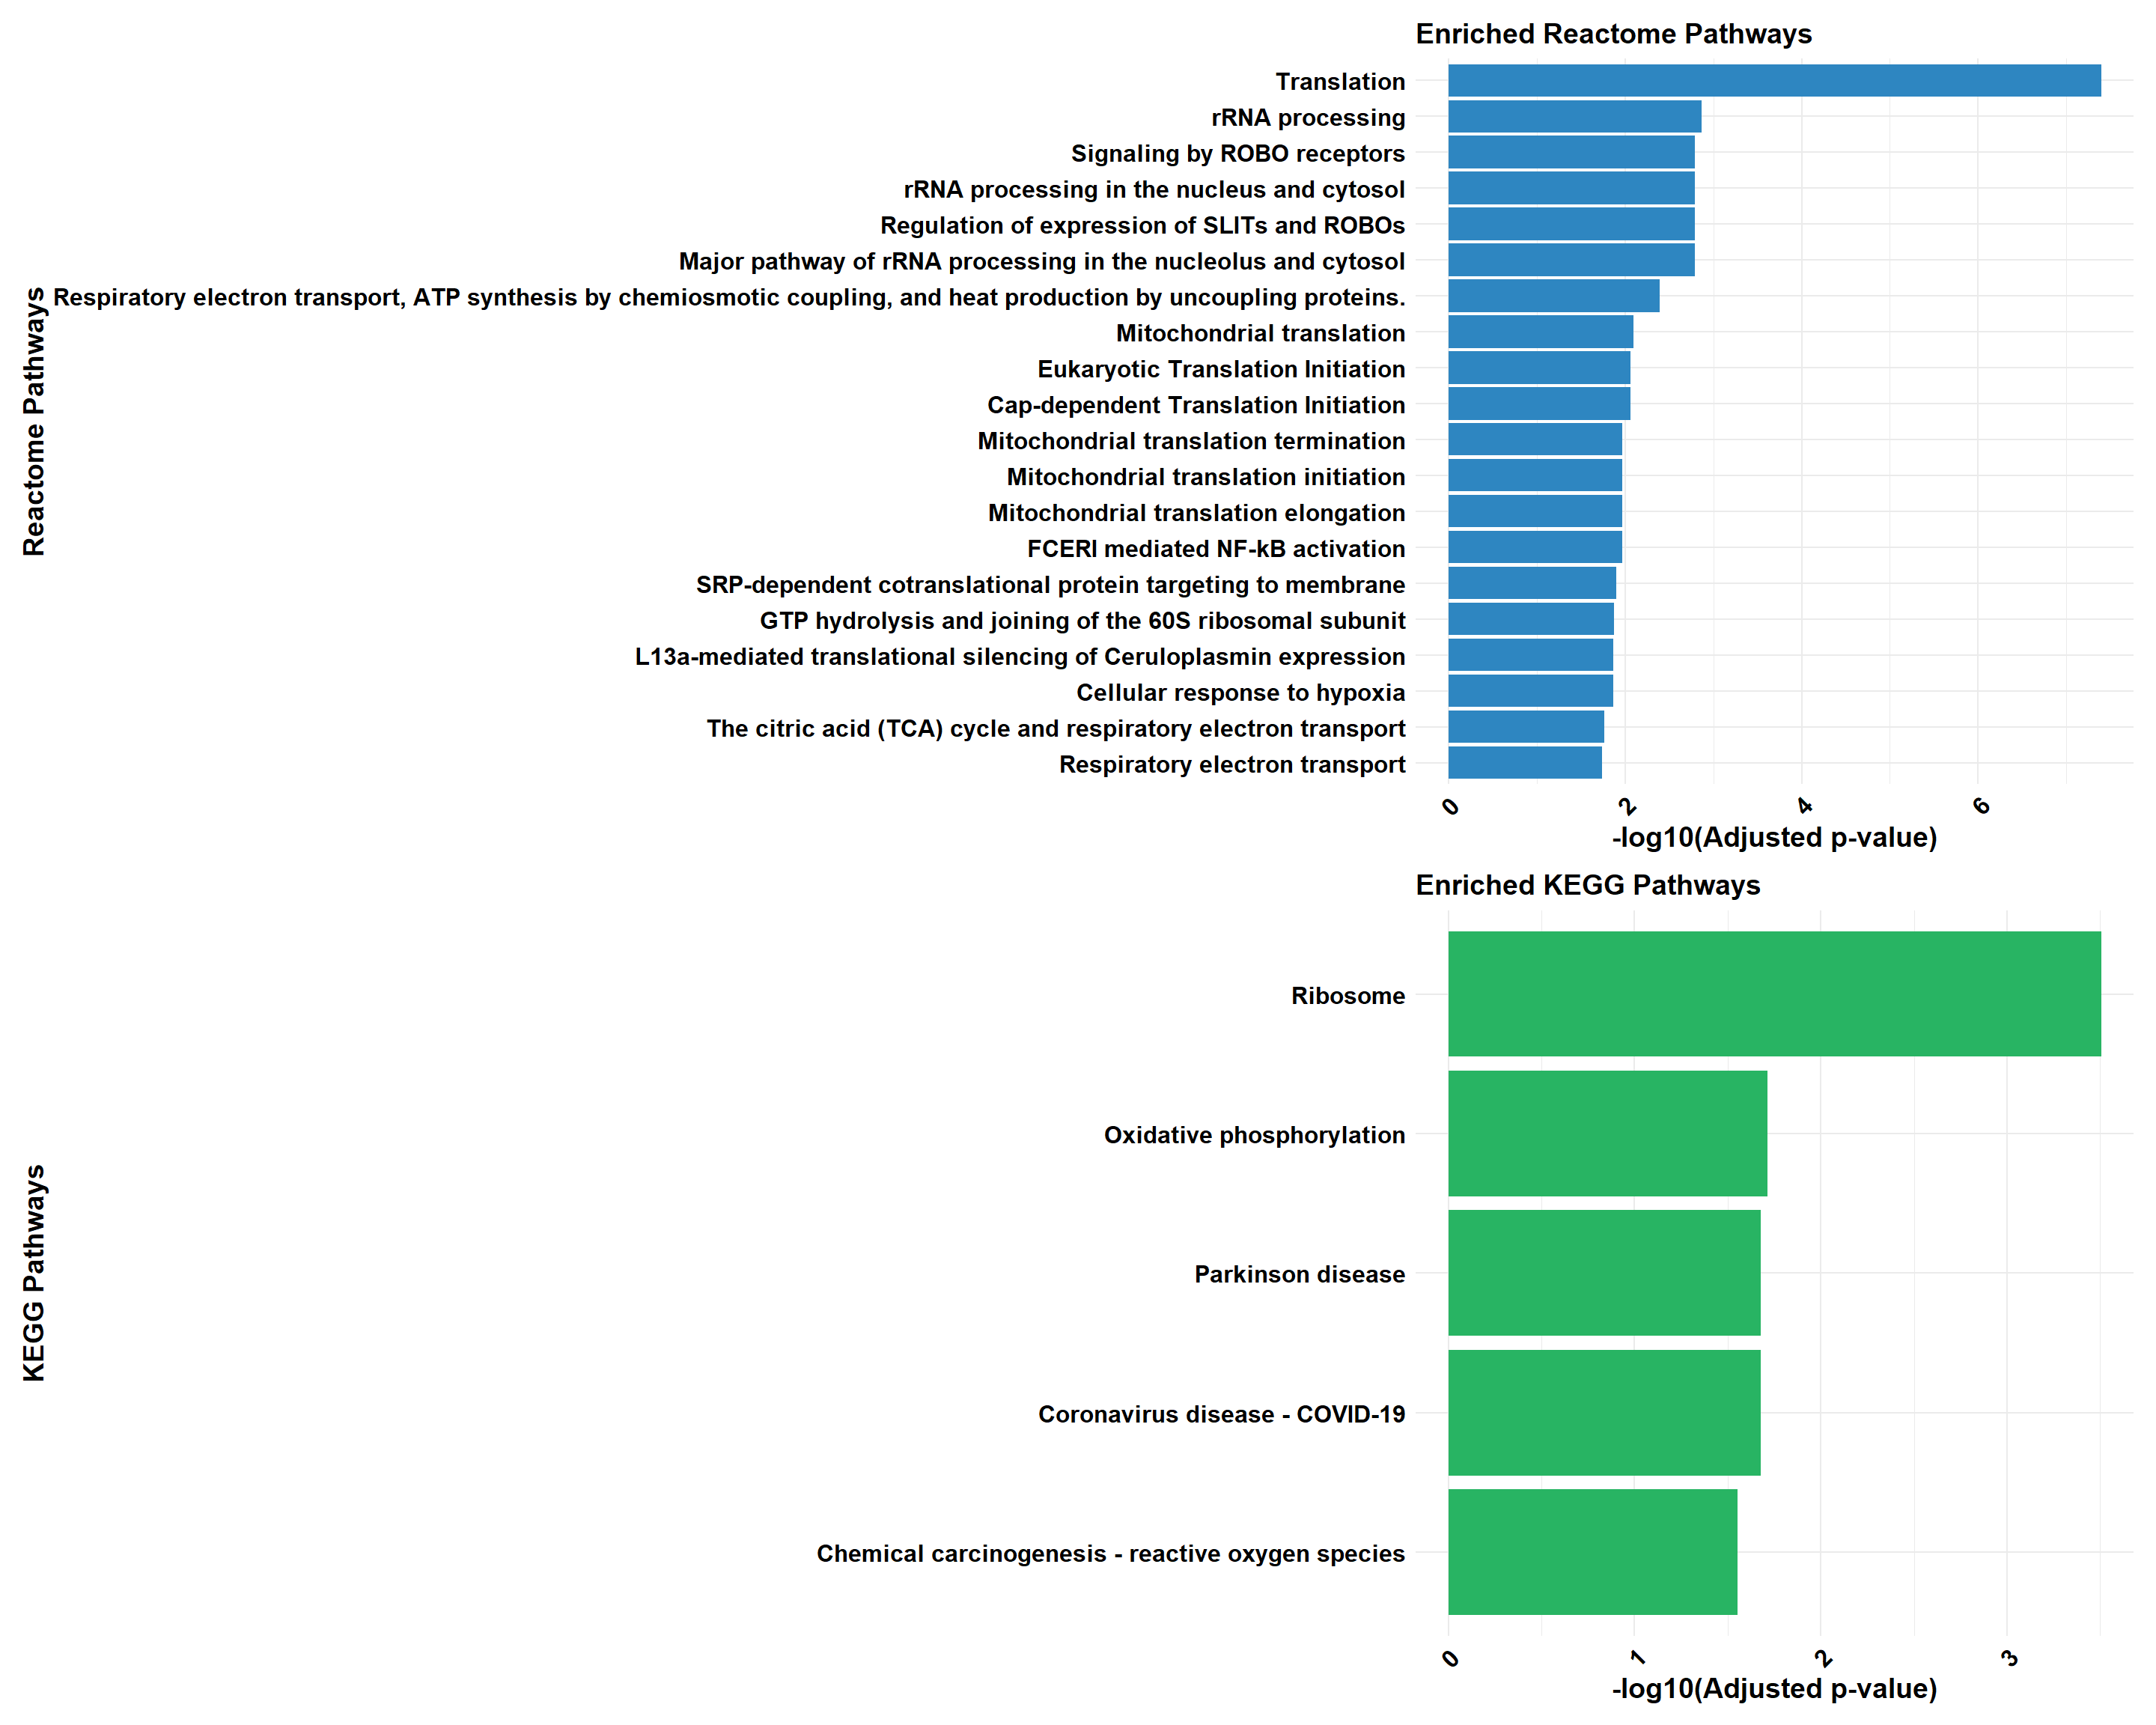 Enriched Reactome Pathways
Reactome Pathways
Translation
rRNA processing
Signaling by ROBO receptors
rRNA processing in the nucleus and cytosol
Regulation of expression of SLITs and ROBOs
Major pathway of rRNA processing in the nucleolus and cytosol
Respiratory electron transport, ATP synthesis by chemiosmotic coupling, and heat production by uncoupling proteins.
Mitochondrial translation
Eukaryotic Translation Initiation
Cap-dependent Translation Initiation
Mitochondrial translation termination
Mitochondrial translation initiation
Mitochondrial translation elongation
FCERI mediated NF-kB activation
SRP-dependent cotranslational protein targeting to membrane
GTP hydrolysis and joining of the 60S ribosomal subunit
L13a-mediated translational silencing of Ceruloplasmin expression
Cellular response to hypoxia
The citric acid (TCA) cycle and respiratory electron transport
Respiratory electron transport
0 2 4 6
-log10(Adjusted p-value)
Enriched KEGG Pathways
KEGG Pathways
Ribosome
Oxidative phosphorylation
Parkinson disease
Coronavirus disease - COVID-19
Chemical carcinogenesis - reactive oxygen species
0 1 2 3
-log10(Adjusted p-value)